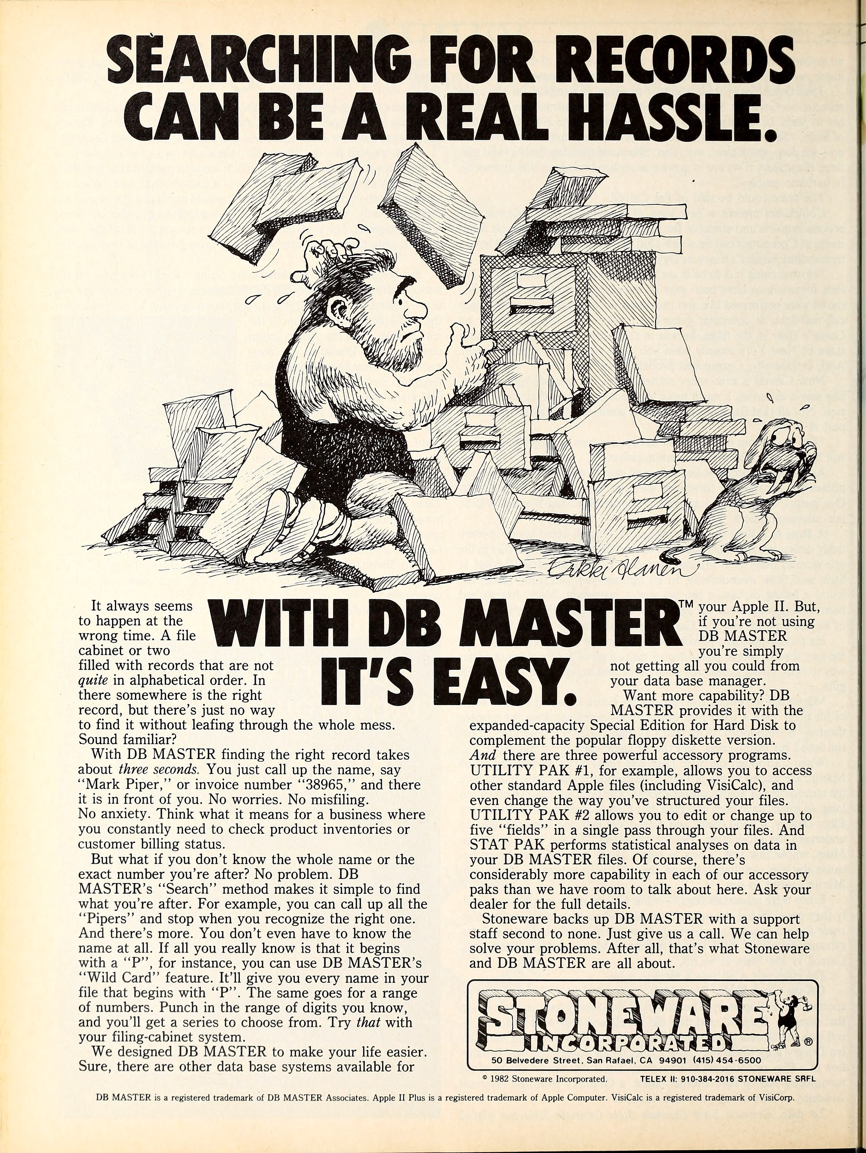 SEARCHING FOR RECORDS
CAN BE A REAL HASSLE.
WITH DB MASTER™
IT'S EASY.
It always seems
to happen at the
wrong time. A file
cabinet or two
filled with records that are not
quite in alphabetical order. In
there somewhere is the right
record, but there's just no way
to find it without leafing through the whole mess.
Sound familiar?
With DB MASTER finding the right record takes
about three seconds. You just call up the name, say
"Mark Piper," or invoice number "38965," and there
it is in front of you. No worries. No misfiling.
No anxiety. Think what it means for a business where
you constantly need to check product inventories or
customer billing status.
But what if you don't know the whole name or the
exact number you're after? No problem. DB
MASTER's "Search" method makes it simple to find
what you're after. For example, you can call up all the
"Pipers" and stop when you recognize the right one.
And there's more. You don't even have to know the
name at all. If all you really know is that it begins
with a "P", for instance, you can use DB MASTER's
"Wild Card" feature. It'll give you every name in your
file that begins with "P". The same goes for a range
of numbers. Punch in the range of digits you know,
and you'll get a series to choose from. Try that with
your filing-cabinet system.
We designed DB MASTER to make your life easier.
Sure, there are other data base systems available for
your Apple II. But,
if you're not using
DB MASTER
you're simply
not getting all you could from
your data base manager.
Want more capability? DB
MASTER provides it with the
expanded-capacity Special Edition for Hard Disk to
complement the popular floppy diskette version.
And there are three powerful accessory programs.
UTILITY PAK #1, for example, allows you to access
other standard Apple files (including VisiCalc), and
even change the way you've structured your files.
UTILITY PAK #2 allows you to edit or change up to
five "fields" in a single pass through your files. And
STAT PAK performs statistical analyses on data in
your DB MASTER files. Of course, there's
considerably more capability in each of our accessory
paks than we have room to talk about here. Ask your
dealer for the full details.
Stoneware backs up DB MASTER with a support
staff second to none. Just give us a call. We can help
solve your problems. After all, that's what Stoneware
and DB MASTER are all about.
STONEWARE
INCORPORATED ®
50 Belvedere Street, San Rafael, CA 94901 (415) 454-6500
© 1982 Stoneware Incorporated. TELEX II: 910-384-2016 STONEWARE SRFL
DB MASTER is a registered trademark of DB MASTER Associates. Apple II Plus is a registered trademark of Apple Computer. VisiCalc is a registered trademark of VisiCorp.